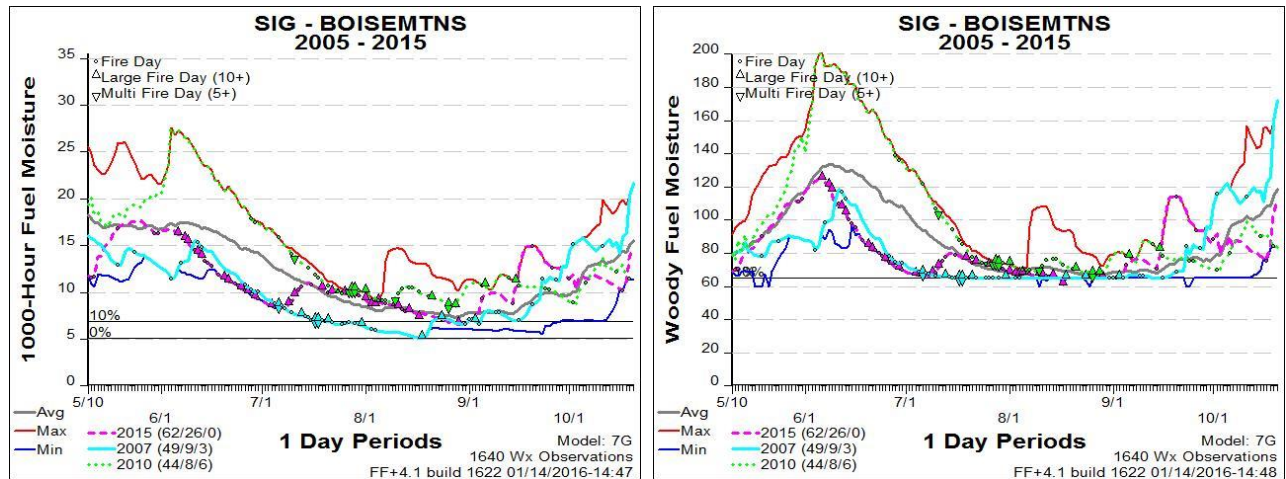 SIG - BOISEMTNS
2005 - 2015
Fire Day
Large Fire Day (10+)
Multi Fire Day (5+)
1000-Hour Fuel Moisture
35
30
25
20
15
10
5
0
10%
0%
5/10
6/1
7/1
8/1
9/1
10/1
1 Day Periods
Avg
Max
Min
2015 (62/26/0)
2007 (49/9/3)
2010 (44/8/6)
Model: 7G
1640 Wx Observations
FF+4.1 build 1622 01/14/2016-14:47
SIG - BOISEMTNS
2005 - 2015
Fire Day
Large Fire Day (10+)
Multi Fire Day (5+)
Woody Fuel Moisture
200
180
160
140
120
100
80
60
40
20
0
5/10
6/1
7/1
8/1
9/1
10/1
1 Day Periods
Avg
Max
Min
2015 (62/26/0)
2007 (49/9/3)
2010 (44/8/6)
Model: 7G
1640 Wx Observations
FF+4.1 build 1622 01/14/2016-14:48